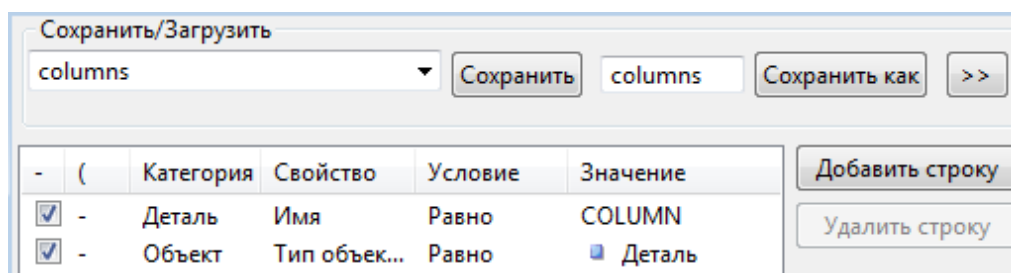 Сохранить/Загрузить
columns Сохранить columns Сохранить как >>
- ( Категория Свойство Условие Значение Добавить строку
- Деталь Имя Равно COLUMN
Удалить строку
- Объект Тип объек... Равно Деталь